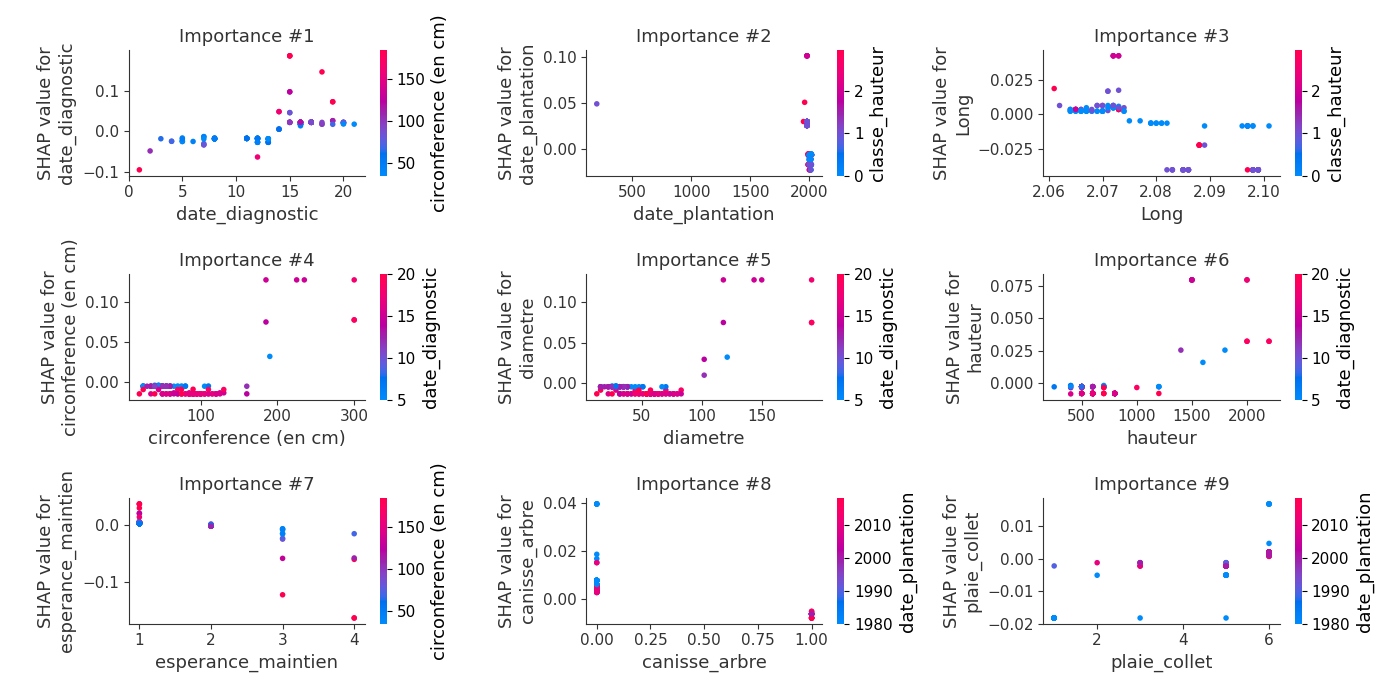 Importance #1
SHAP value for
date_diagnostic
0.1
0.0
−0.1
1
5
10
15
20
date_diagnostic
150
100
50
circonference (en cm)
Importance #2
SHAP value for
date_plantation
0.10
0.05
0.00
500
1000
1500
2000
date_plantation
2
1
0
classe_hauteur
Importance #3
SHAP value for
Long
0.025
0.000
−0.025
2.06
2.07
2.08
2.09
2.10
Long
2
1
0
classe_hauteur
Importance #4
SHAP value for
circonference (en cm)
0.10
0.05
0.00
100
200
300
circonference (en cm)
20
15
10
5
date_diagnostic
Importance #5
SHAP value for
diametre
0.10
0.05
0.00
50
100
150
diametre
20
15
10
5
date_diagnostic
Importance #6
SHAP value for
hauteur
0.075
0.050
0.025
0.000
500
1000
1500
2000
hauteur
20
15
10
5
date_diagnostic
Importance #7
SHAP value for
esperance_maintien
0.0
−0.1
1
2
3
4
esperance_maintien
150
100
50
circonference (en cm)
Importance #8
SHAP value for
canisse_arbre
0.04
0.02
0.00
0.00
0.25
0.50
0.75
1.00
canisse_arbre
2010
2000
1990
1980
date_plantation
Importance #9
SHAP value for
plaie_collet
0.01
0.00
−0.01
−0.02
2
4
6
plaie_collet
2010
2000
1990
1980
date_plantation